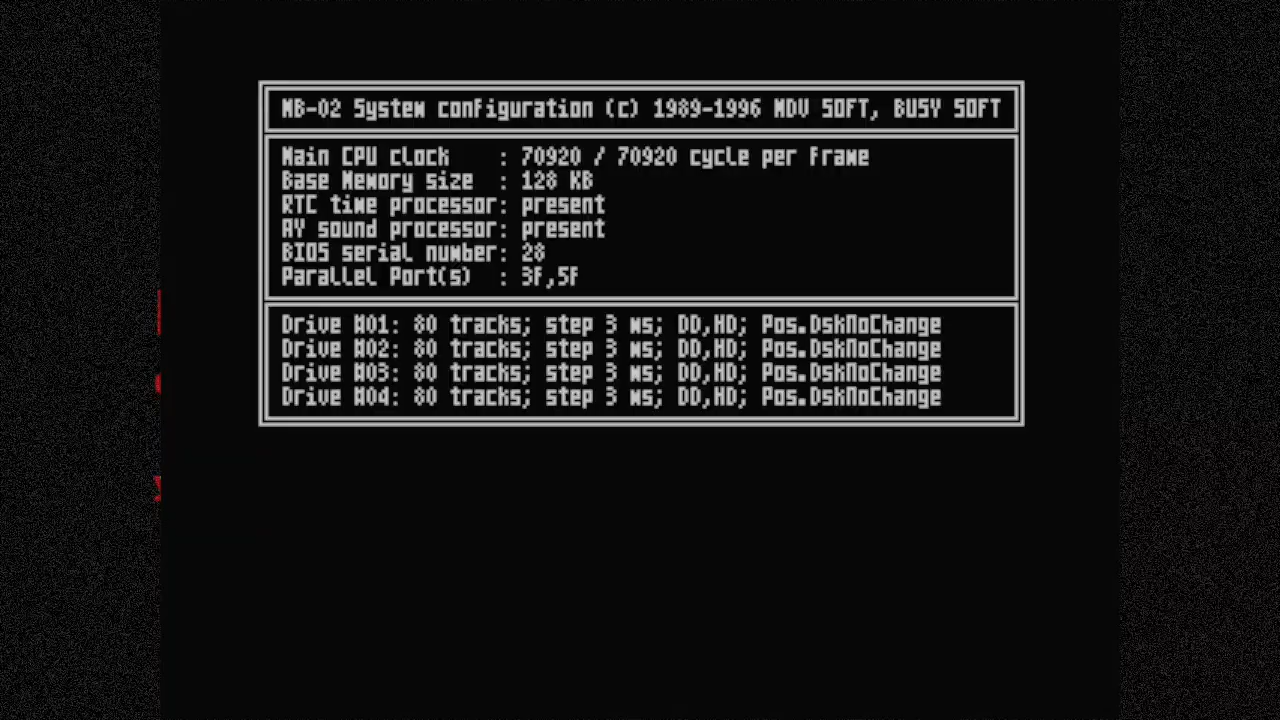 MB-02 System configuration (c) 1989-1996 MDV SOFT, BUSY SOFT
Main CPU clock    : 70920 / 70920 cycle per frame
Base Memory size  : 128 KB
RTC time processor: present
AY sound processor: present
BIOS serial number: 28
Parallel Port(s)  : 3F,5F
Drive #01: 80 tracks; step 3 ms; DD,HD; Pos.DskNoChange
Drive #02: 80 tracks; step 3 ms; DD,HD; Pos.DskNoChange
Drive #03: 80 tracks; step 3 ms; DD,HD; Pos.DskNoChange
Drive #04: 80 tracks; step 3 ms; DD,HD; Pos.DskNoChange